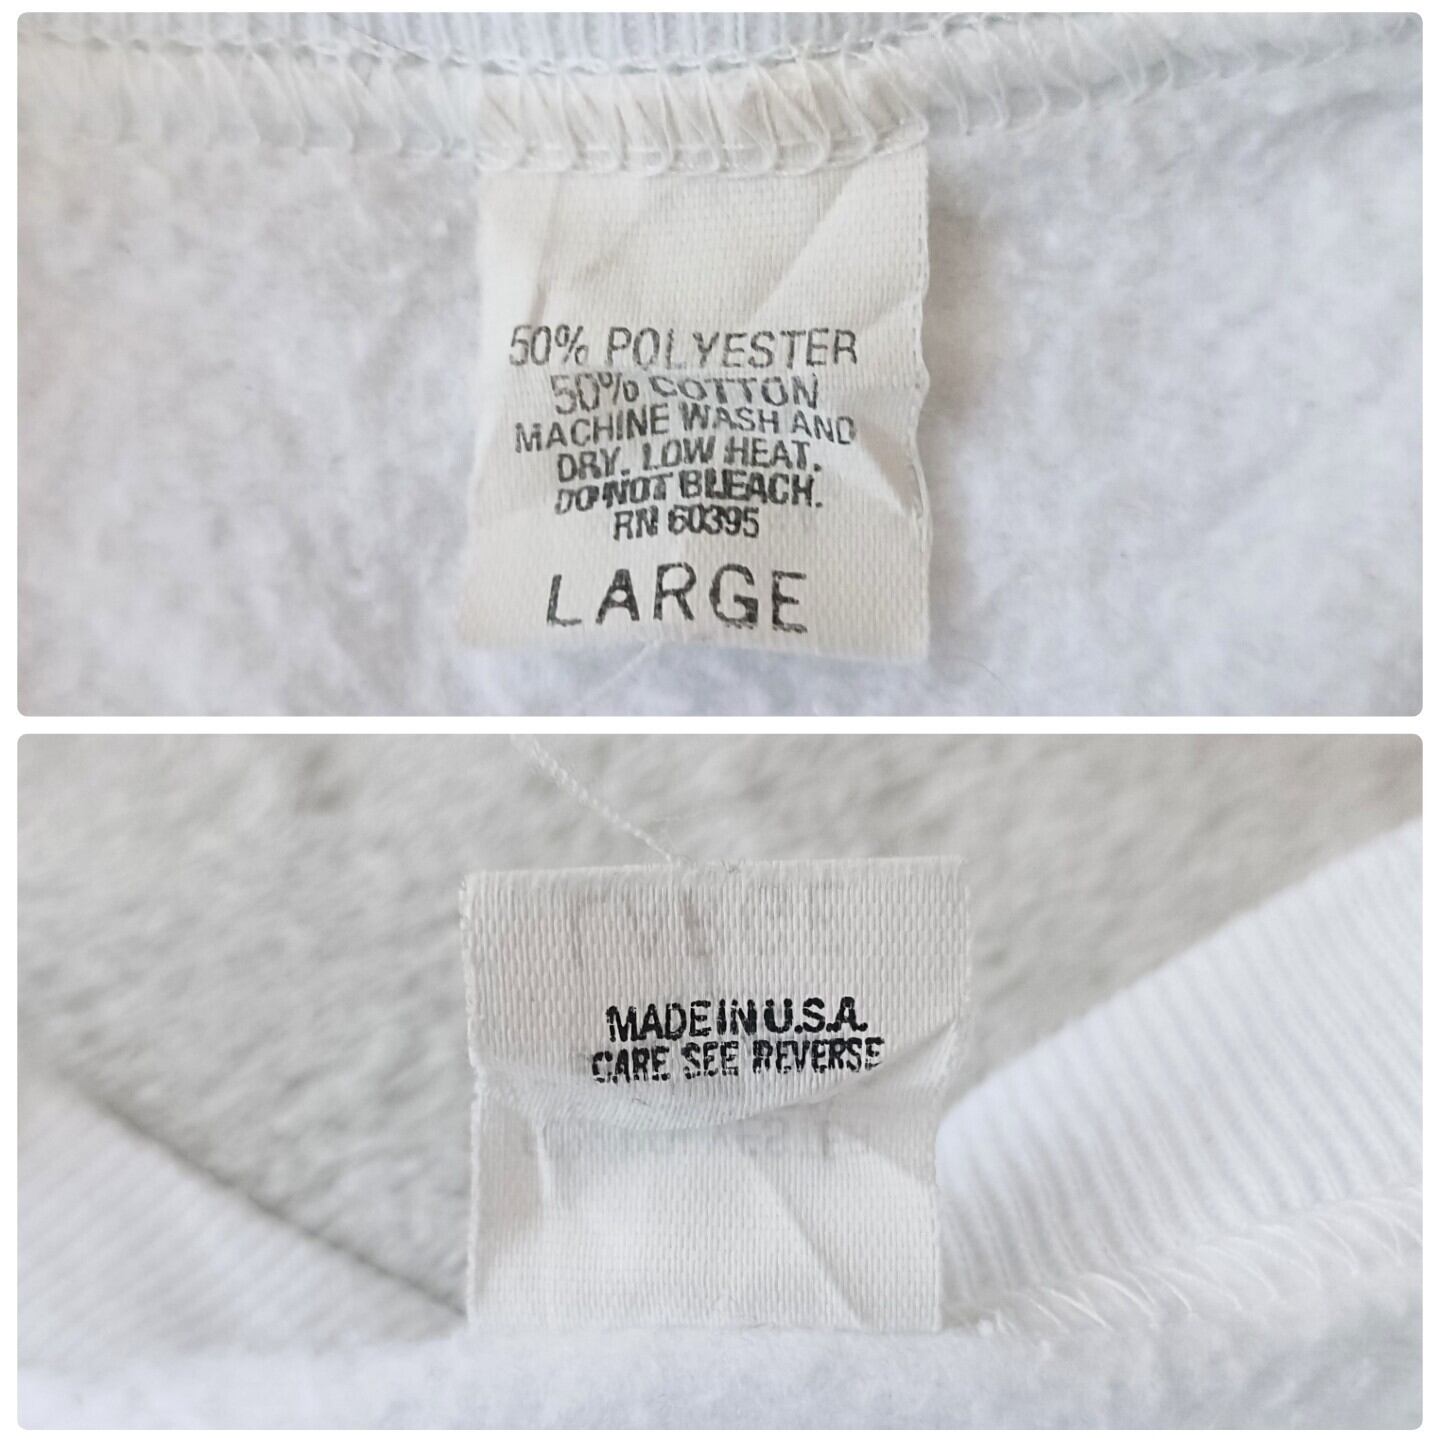 50% POLYESTER
50% COTTON
MACHINE WASH AND
DRY. LOW HEAT.
DO NOT BLEACH.
RN 60395
LARGE
MADE IN U.S.A.
CARE SEE REVERSE